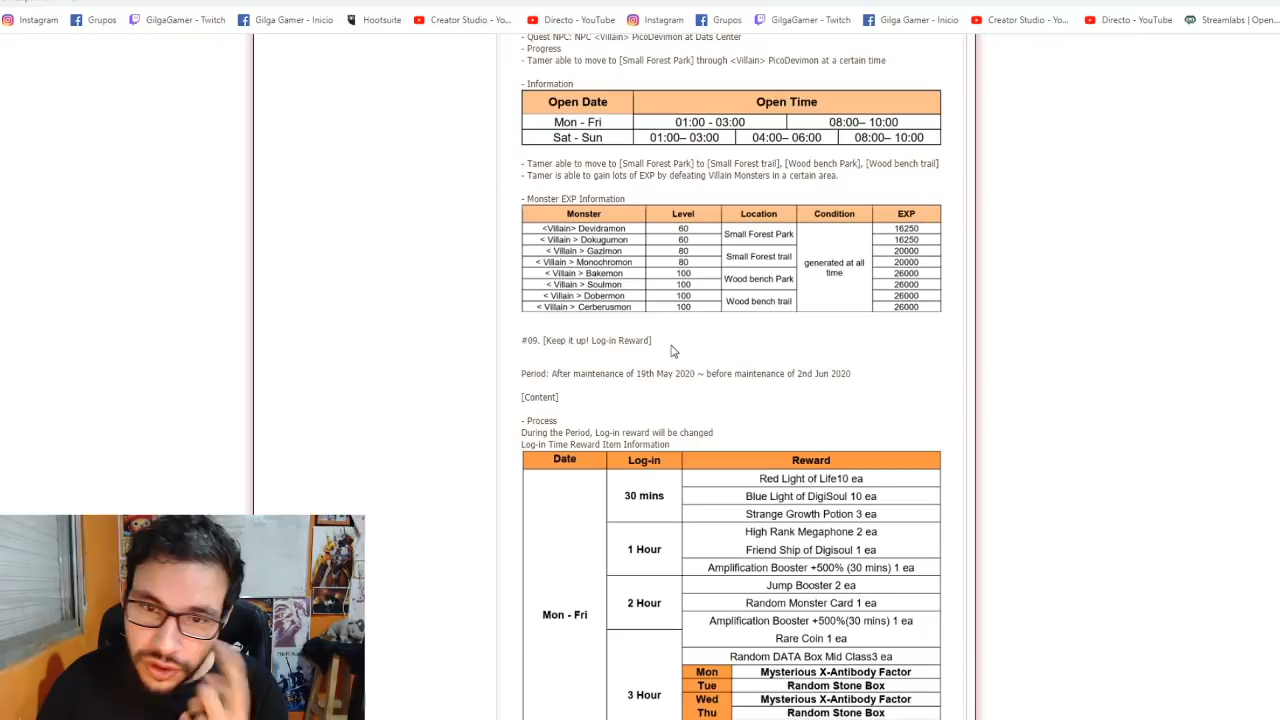 Instagram Grupos GilgaGamer - Twitch Gilga Gamer - Inicio Hootsuite Creator Studio - Yo... Directo - YouTube Instagram Grupos GilgaGamer - Twitch Gilga Gamer - Inicio Creator Studio - Yo... Directo - YouTube Streamlabs | Open...
- Quest NPC: NPC <Villain> PicoDevimon at Dats Center
- Progress
- Tamer able to move to [Small Forest Park] through <Villain> PicoDevimon at a certain time
- Information
Open Date Open Time
Mon - Fri 01:00 - 03:00 08:00– 10:00
Sat - Sun 01:00– 03:00 04:00– 06:00 08:00– 10:00
- Tamer able to move to [Small Forest Park] to [Small Forest trail], [Wood bench Park], [Wood bench trail]
- Tamer is able to gain lots of EXP by defeating Villain Monsters in a certain area.
- Monster EXP Information
Monster Level Location Condition EXP
<Villain> Devidramon 60 Small Forest Park generated at all time 16250
< Villain > Dokugumon 60 16250
< Villain > Gazimon 80 Small Forest trail 20000
< Villain > Monochromon 80 20000
< Villain > Bakemon 100 Wood bench Park 26000
< Villain > Soulmon 100 26000
< Villain > Dobermon 100 Wood bench trail 26000
< Villain > Cerberusmon 100 26000
#09. [Keep it up! Log-in Reward]
Period: After maintenance of 19th May 2020 ~ before maintenance of 2nd Jun 2020
[Content]
- Process
During the Period, Log-in reward will be changed
Log-in Time Reward Item Information
Date Log-in Reward
Mon - Fri
30 mins
Red Light of Life10 ea
Blue Light of DigiSoul 10 ea
Strange Growth Potion 3 ea
1 Hour
High Rank Megaphone 2 ea
Friend Ship of Digisoul 1 ea
Amplification Booster +500% (30 mins) 1 ea
2 Hour
Jump Booster 2 ea
Random Monster Card 1 ea
Amplification Booster +500%(30 mins) 1 ea
3 Hour
Rare Coin 1 ea
Random DATA Box Mid Class3 ea
Mon Mysterious X-Antibody Factor
Tue Random Stone Box
Wed Mysterious X-Antibody Factor
Thu Random Stone Box